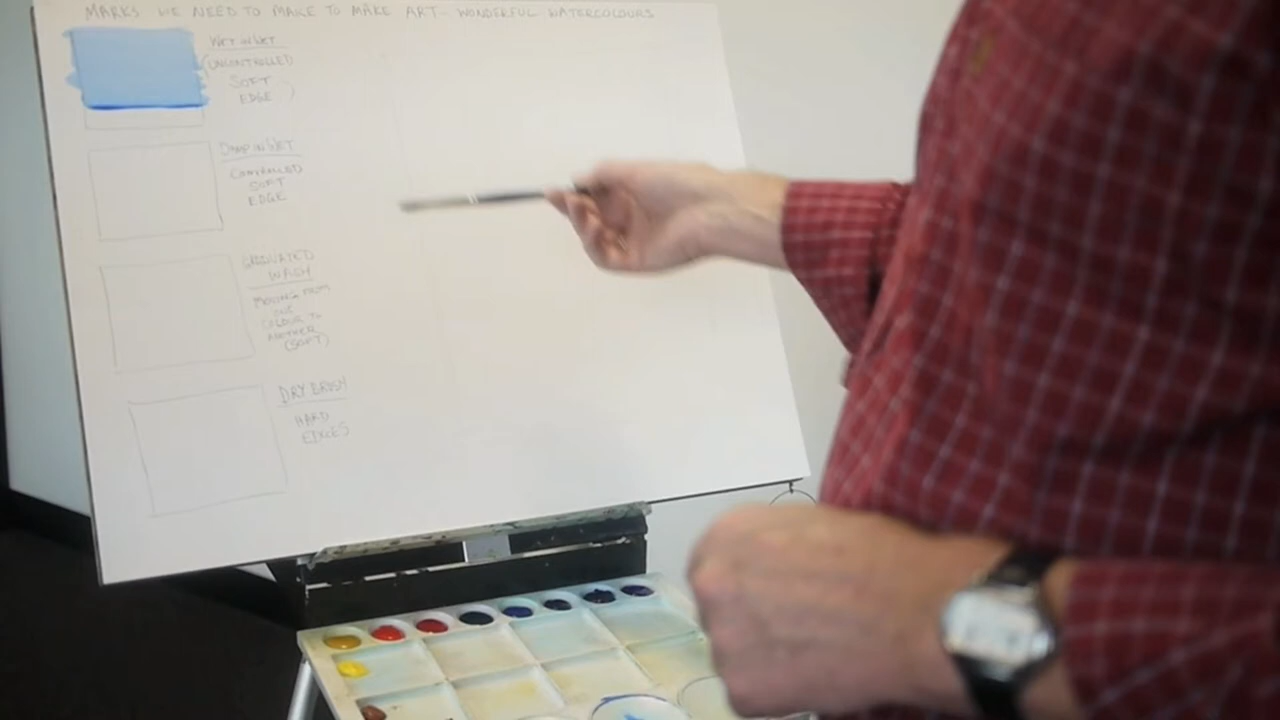 MARKS WE NEED TO MAKE TO MAKE ART - WONDERFUL WATERCOLOURS
WET IN WET
(UNCONTROLLED
SOFT
EDGE)
DAMP IN WET
CONTROLLED
SOFT
EDGE
GRADUATED
WASH
MOVING FROM
ONE
COLOUR TO
ANOTHER
(SOFT)
DRY BRUSH
HARD
EDGES